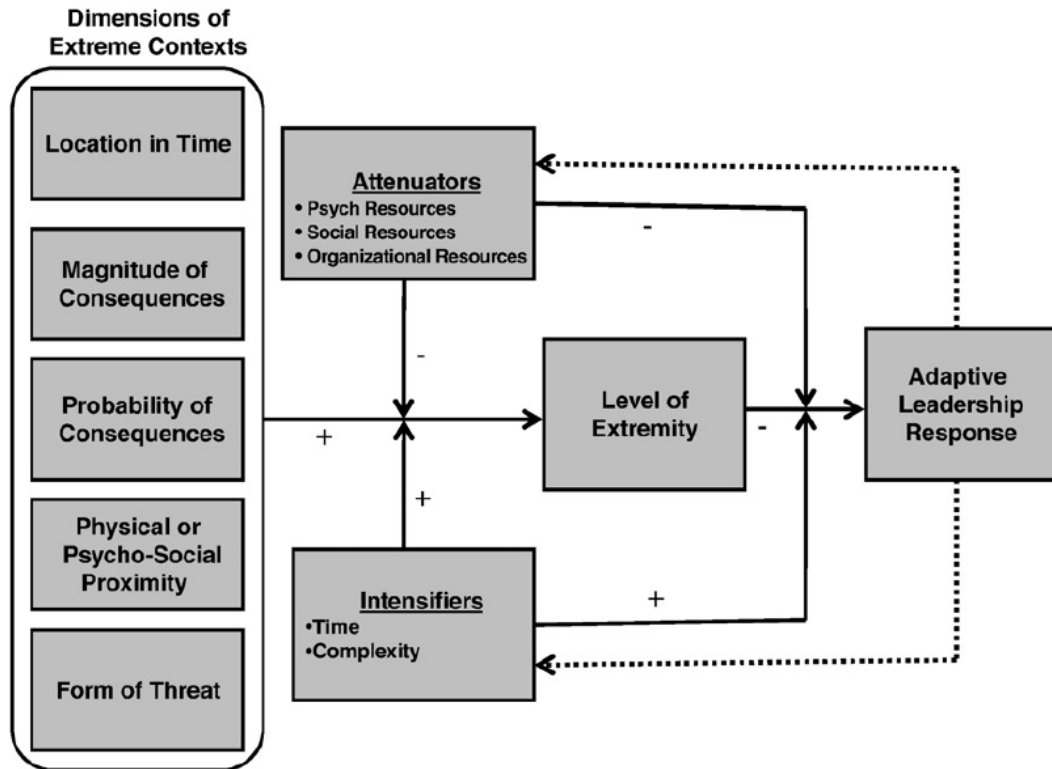 Dimensions of
Extreme Contexts
Location in Time
Magnitude of
Consequences
Probability of
Consequences
Physical or
Psycho-Social
Proximity
Form of Threat
Attenuators
• Psych Resources
• Social Resources
• Organizational Resources
-
-
+
+
Level of
Extremity
-
Adaptive
Leadership
Response
Intensifiers
•Time
•Complexity
+